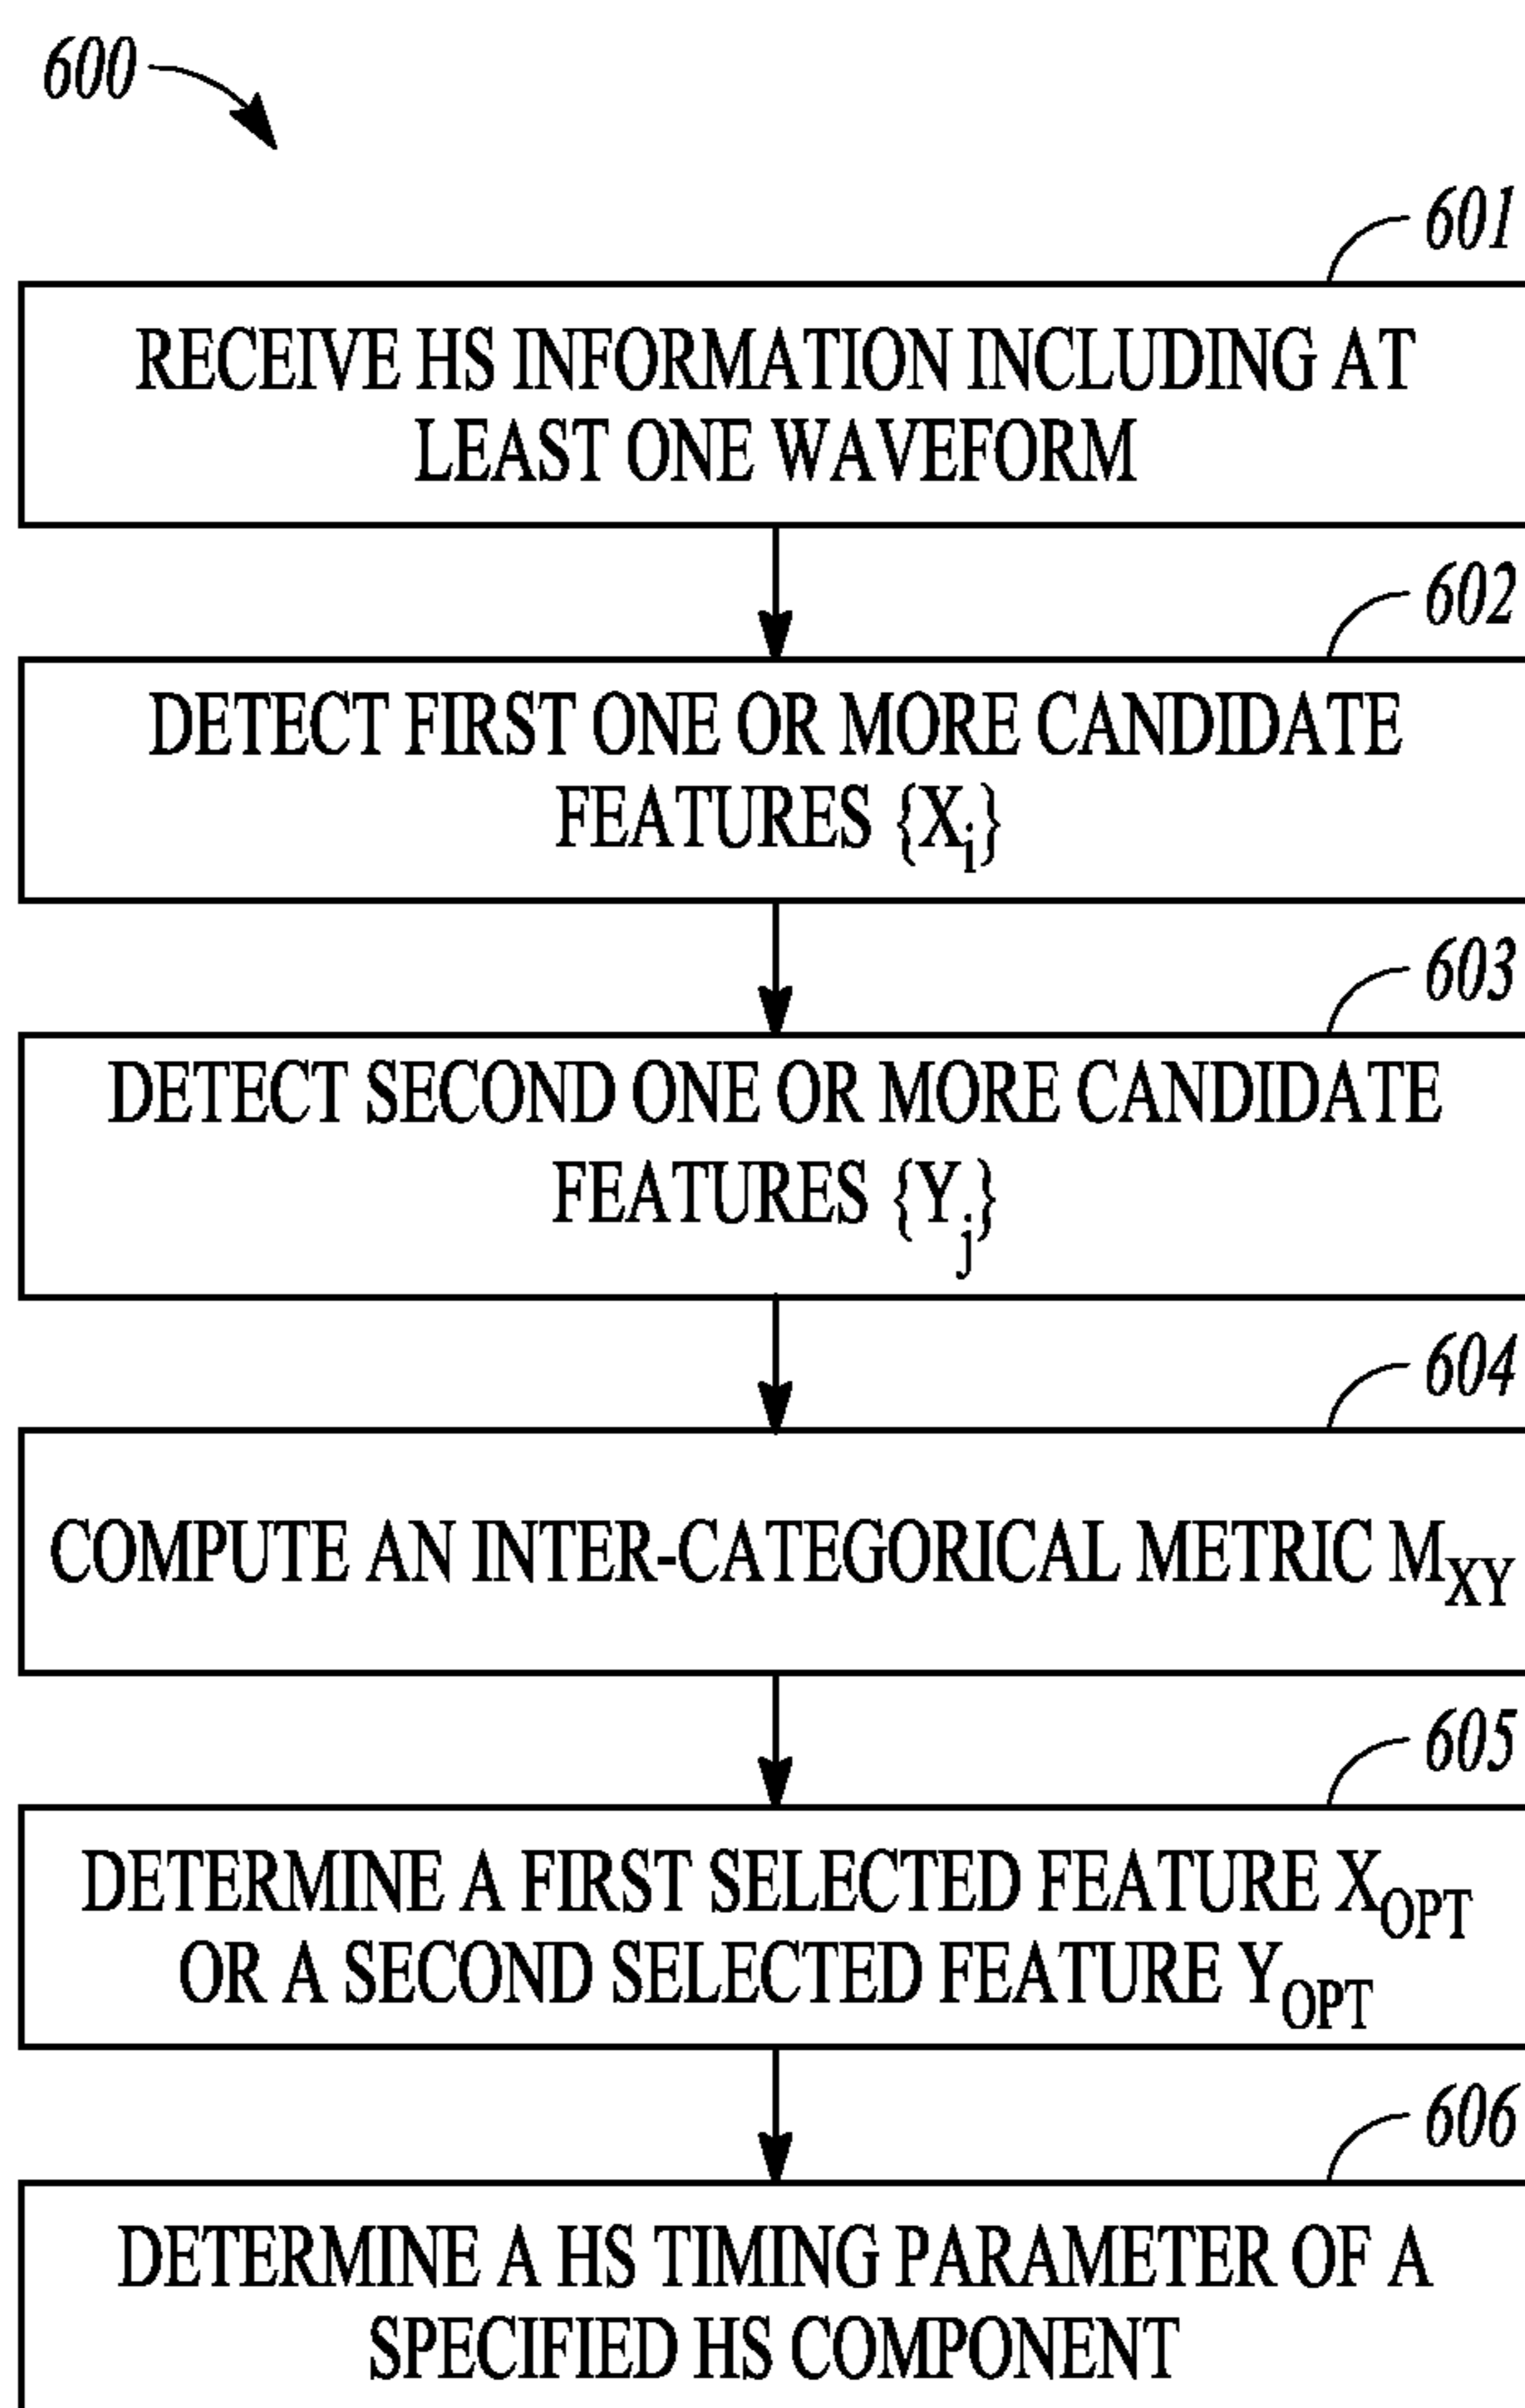 600
601
RECEIVE HS INFORMATION INCLUDING AT
LEAST ONE WAVEFORM
602
DETECT FIRST ONE OR MORE CANDIDATE
FEATURES {Xi}
603
DETECT SECOND ONE OR MORE CANDIDATE
FEATURES {Yj}
604
COMPUTE AN INTER-CATEGORICAL METRIC MXY
605
DETERMINE A FIRST SELECTED FEATURE XOPT
OR A SECOND SELECTED FEATURE YOPT
606
DETERMINE A HS TIMING PARAMETER OF A
SPECIFIED HS COMPONENT